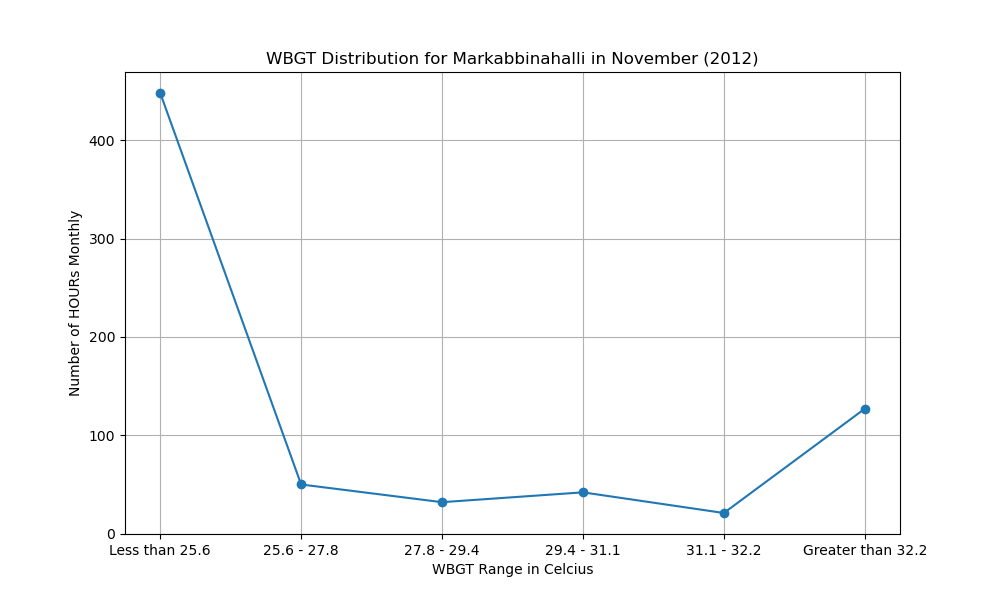 WBGT Distribution for Markabbinahalli in November (2012)
Number of HOURs Monthly
400
300
200
100
0
Less than 25.6
25.6 - 27.8
27.8 - 29.4
29.4 - 31.1
31.1 - 32.2
Greater than 32.2
WBGT Range in Celcius